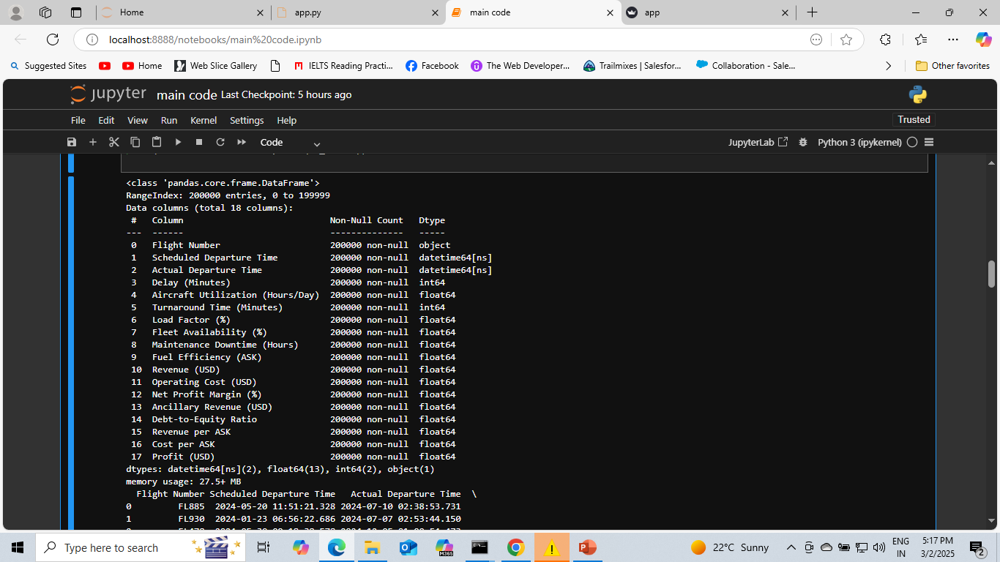 Home
app.py
main code
app
localhost:8888/notebooks/main%20code.ipynb
Suggested Sites
Home
Web Slice Gallery
IELTS Reading Practi...
Facebook
The Web Developer...
Trailmixes | Salesfor...
Collaboration - Sale...
Other favorites
jupyter main code Last Checkpoint: 5 hours ago
File Edit View Run Kernel Settings Help
Trusted
Code
JupyterLab
Python 3 (ipykernel)
<class 'pandas.core.frame.DataFrame'>
RangeIndex: 200000 entries, 0 to 199999
Data columns (total 18 columns):
 #   Column                            Non-Null Count   Dtype
---  ------                            --------------   -----
 0   Flight Number                     200000 non-null  object
 1   Scheduled Departure Time          200000 non-null  datetime64[ns]
 2   Actual Departure Time             200000 non-null  datetime64[ns]
 3   Delay (Minutes)                   200000 non-null  int64
 4   Aircraft Utilization (Hours/Day)  200000 non-null  float64
 5   Turnaround Time (Minutes)         200000 non-null  int64
 6   Load Factor (%)                   200000 non-null  float64
 7   Fleet Availability (%)            200000 non-null  float64
 8   Maintenance Downtime (Hours)      200000 non-null  float64
 9   Fuel Efficiency (ASK)             200000 non-null  float64
 10  Revenue (USD)                     200000 non-null  float64
 11  Operating Cost (USD)              200000 non-null  float64
 12  Net Profit Margin (%)             200000 non-null  float64
 13  Ancillary Revenue (USD)           200000 non-null  float64
 14  Debt-to-Equity Ratio              200000 non-null  float64
 15  Revenue per ASK                   200000 non-null  float64
 16  Cost per ASK                      200000 non-null  float64
 17  Profit (USD)                      200000 non-null  float64
dtypes: datetime64[ns](2), float64(13), int64(2), object(1)
memory usage: 27.5+ MB
  Flight Number Scheduled Departure Time   Actual Departure Time  \
0         FL885  2024-05-20 11:51:21.328 2024-07-10 02:38:53.731
1         FL930  2024-01-23 06:56:22.686 2024-07-07 02:53:44.150
Type here to search
M365
22°C Sunny
ENG
IN
5:17 PM
3/2/2025
2